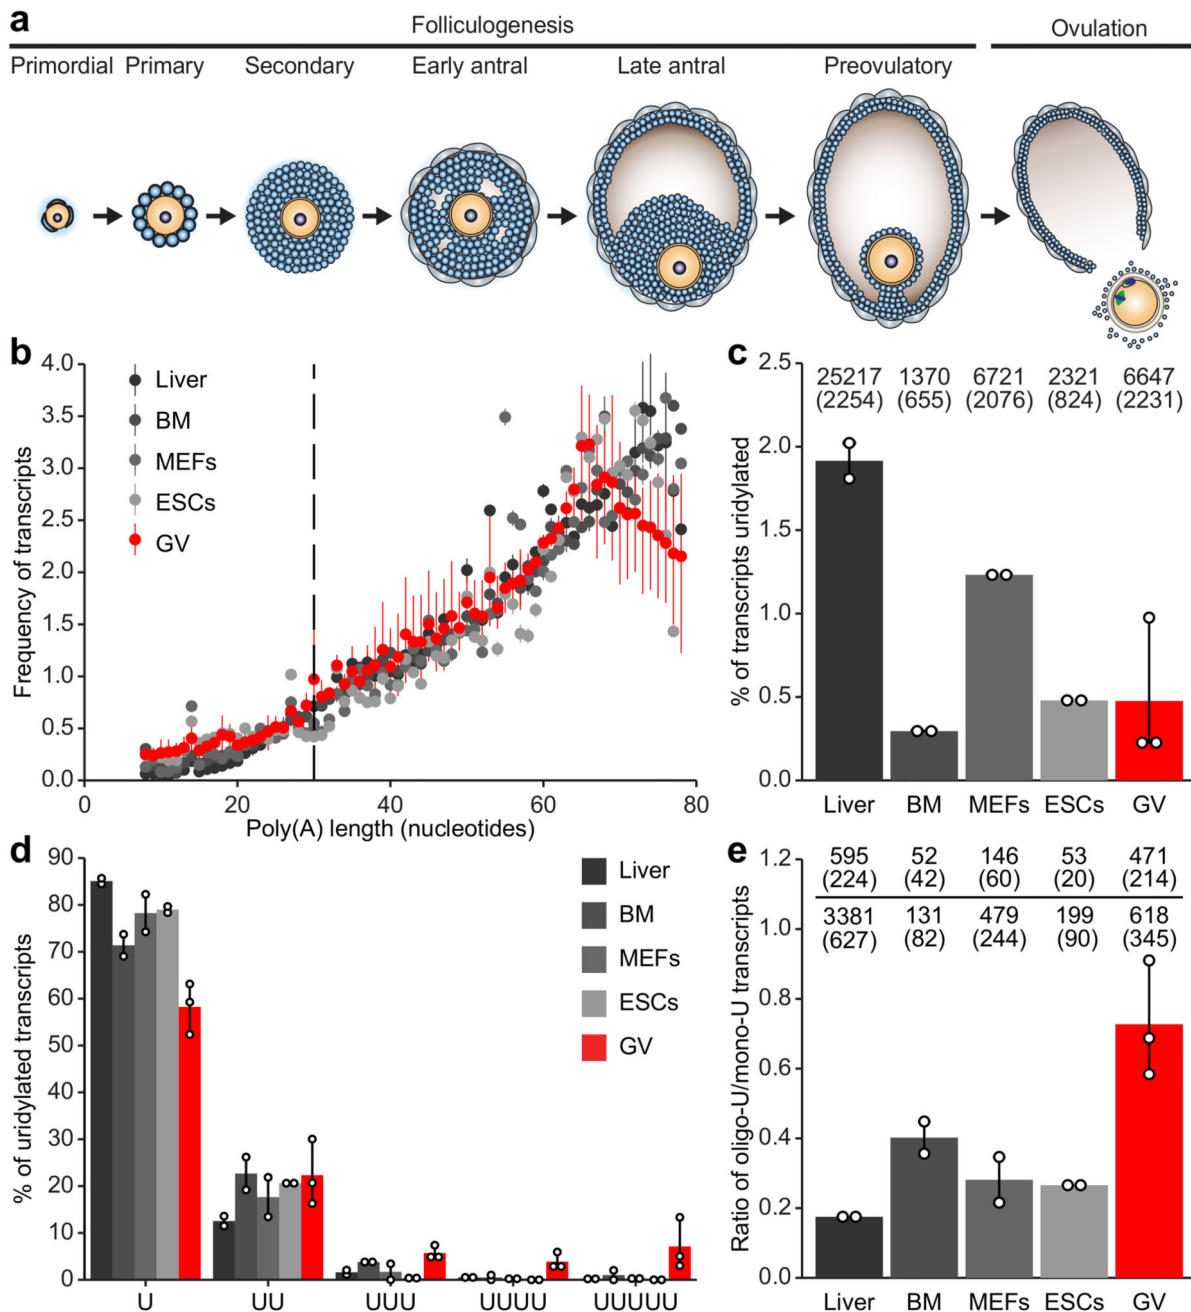 a
Folliculogenesis
Ovulation
Primordial Primary Secondary Early antral Late antral Preovulatory
b
Frequency of transcripts
4.0
3.5
3.0
2.5
2.0
1.5
1.0
0.5
0.0
Liver
BM
MEFs
ESCs
GV
0 20 40 60 80
Poly(A) length (nucleotides)
c
% of transcripts uridylated
2.5
2.0
1.5
1.0
0.5
0.0
25217 1370 6721 2321 6647
(2254) (655) (2076) (824) (2231)
Liver BM MEFs ESCs GV
d
% of uridylated transcripts
90
80
70
60
50
40
30
20
10
0
Liver
BM
MEFs
ESCs
GV
U UU UUU UUUU UUUUU
e
Ratio of oligo-U/mono-U transcripts
1.2
1.0
0.8
0.6
0.4
0.2
0.0
595 52 146 53 471
(224) (42) (60) (20) (214)
3381 131 479 199 618
(627) (82) (244) (90) (345)
Liver BM MEFs ESCs GV